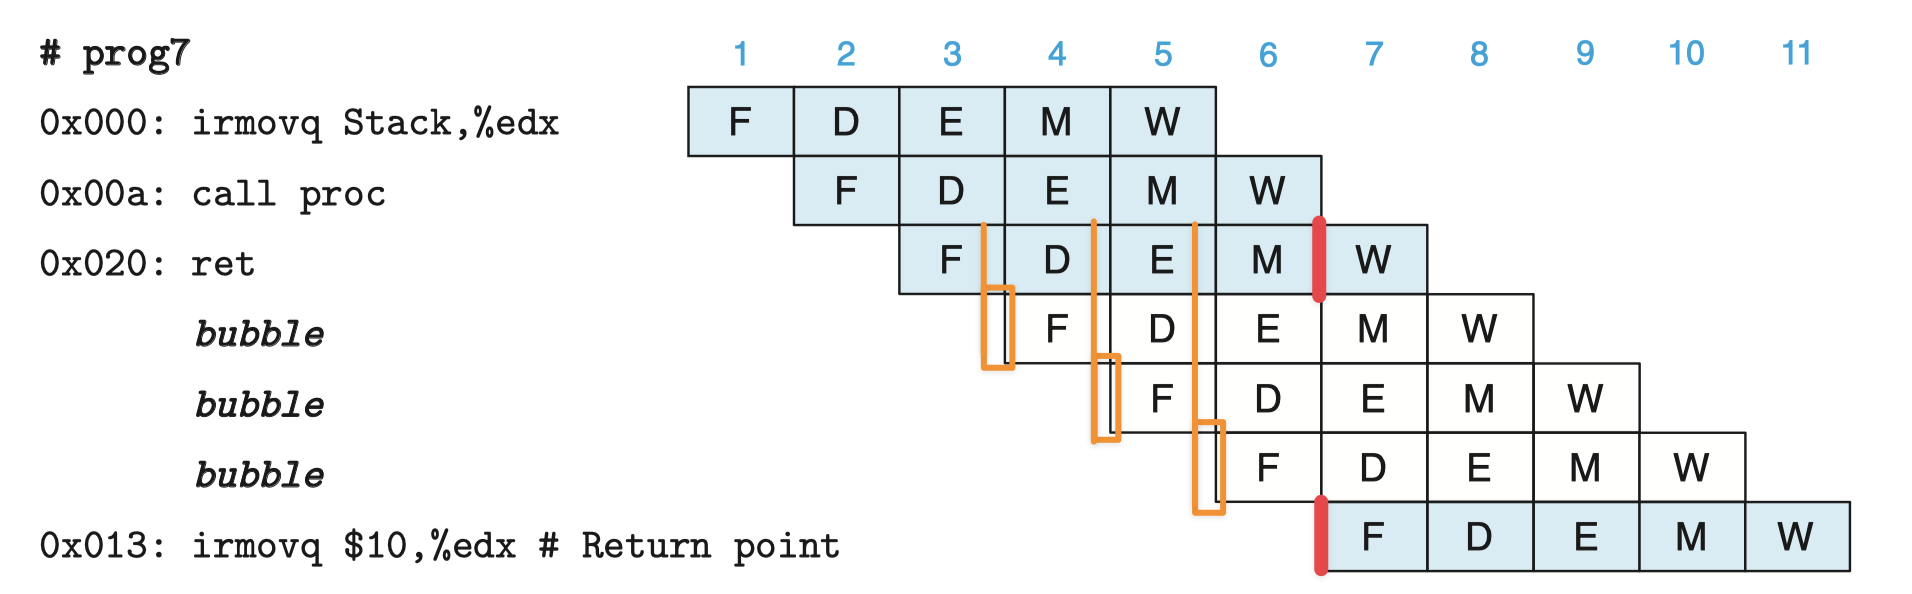 # prog7 1 2 3 4 5 6 7 8 9 10 11
0x000: irmovq Stack,%edx F D E M W
0x00a: call proc F D E M W
0x020: ret F D E M W
bubble F D E M W
bubble F D E M W
bubble F D E M W
0x013: irmovq $10,%edx # Return point F D E M W